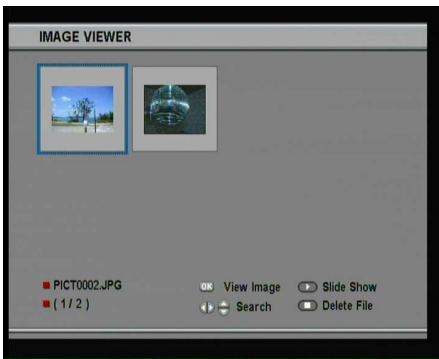 IMAGE VIEWER
PICT0002.JPG
OK View Image
Slide Show
( 1 / 2 )
Search
Delete File